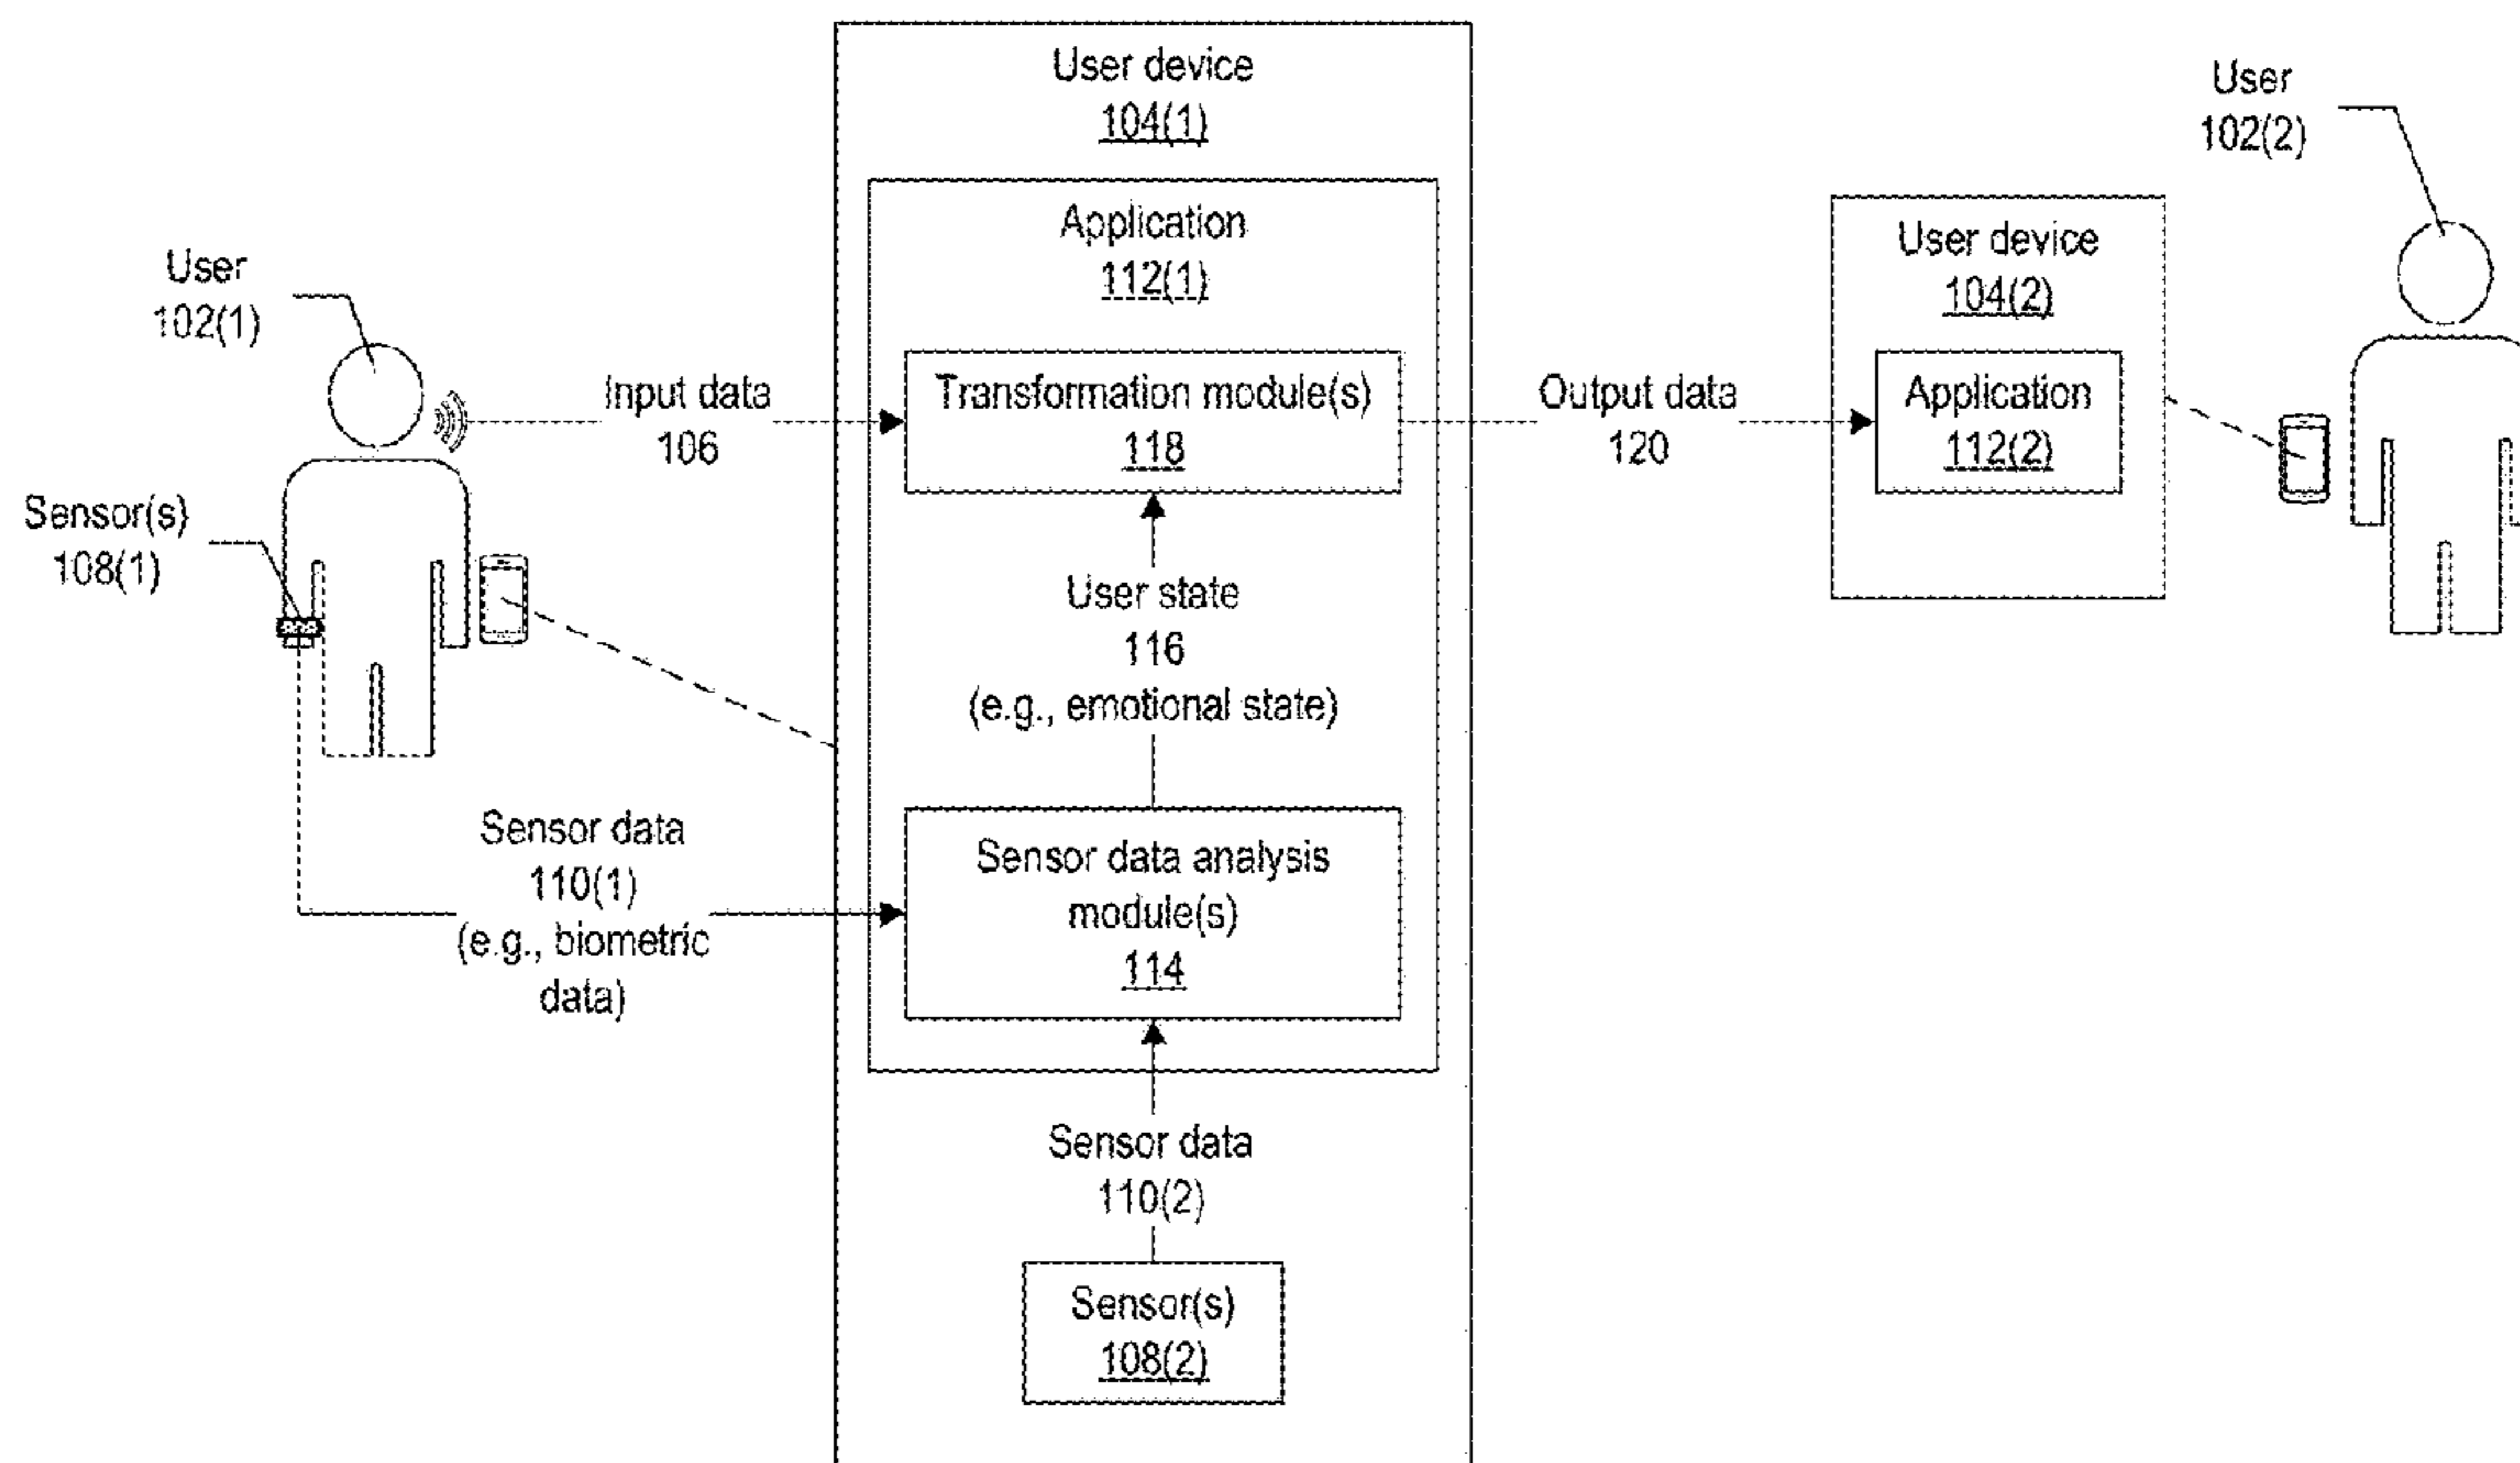 User device
104(1)
User
102(2)
Application
112(1)
User device
104(2)
User
102(1)
Input data
106
Transformation module(s)
118
Output data
120
Application
112(2)
Sensor(s)
108(1)
User state
116
(e.g., emotional state)
Sensor data
110(1)
(e.g., biometric
data)
Sensor data analysis
module(s)
114
Sensor data
110(2)
Sensor(s)
108(2)